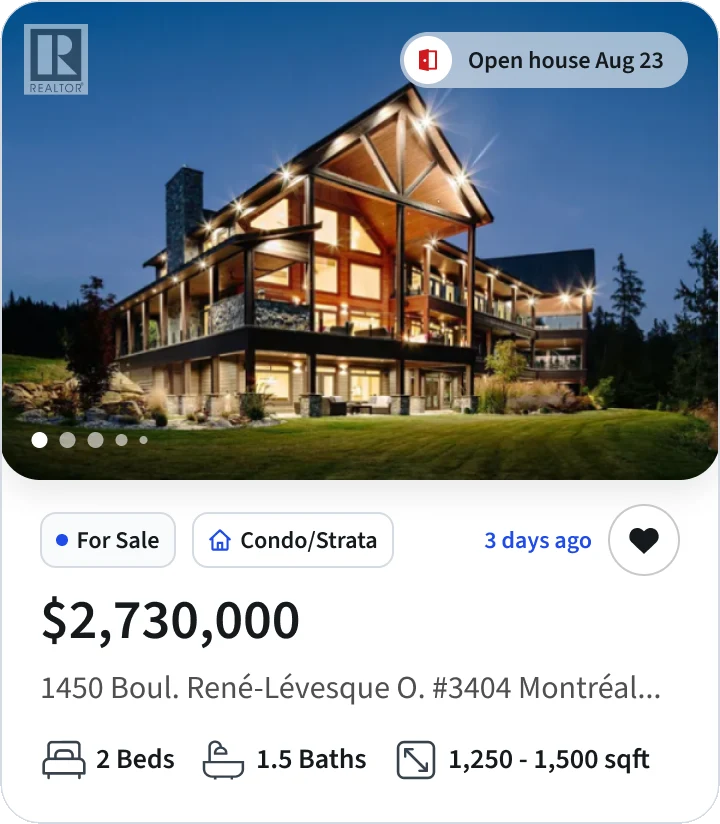 REALTOR®
Open house Aug 23
For Sale
Condo/Strata
3 days ago
$2,730,000
1450 Boul. René-Lévesque O. #3404 Montréal...
2 Beds
1.5 Baths
1,250 - 1,500 sqft